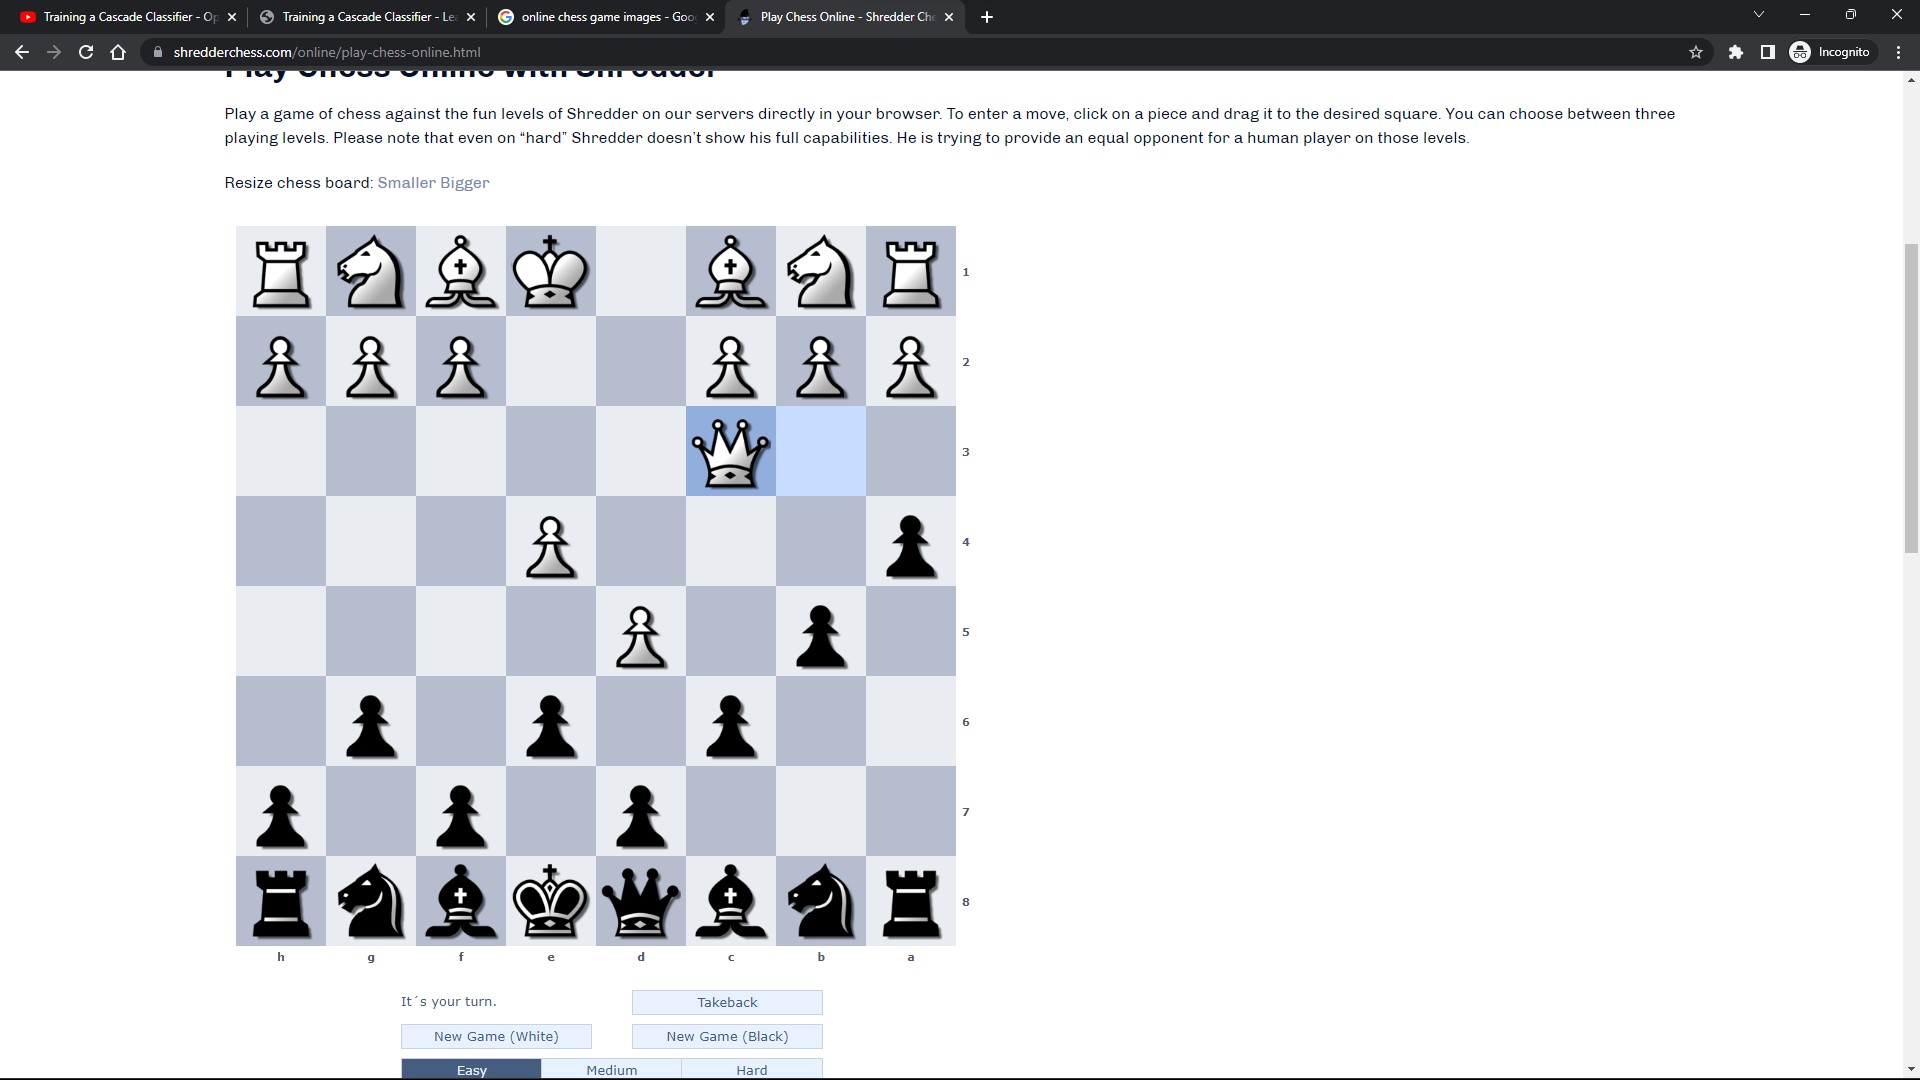 Training a Cascade Classifier - Op
Training a Cascade Classifier - Lea
online chess game images - Goo
Play Chess Online - Shredder Che
shredderchess.com/online/play-chess-online.html
Incognito
Play Chess Online with Shredder
Play a game of chess against the fun levels of Shredder on our servers directly in your browser. To enter a move, click on a piece and drag it to the desired square. You can choose between three
playing levels. Please note that even on “hard” Shredder doesn’t show his full capabilities. He is trying to provide an equal opponent for a human player on those levels.
Resize chess board: Smaller Bigger
1
2
3
4
5
6
7
8
h g f e d c b a
It´s your turn.
Takeback
New Game (White)
New Game (Black)
Easy
Medium
Hard